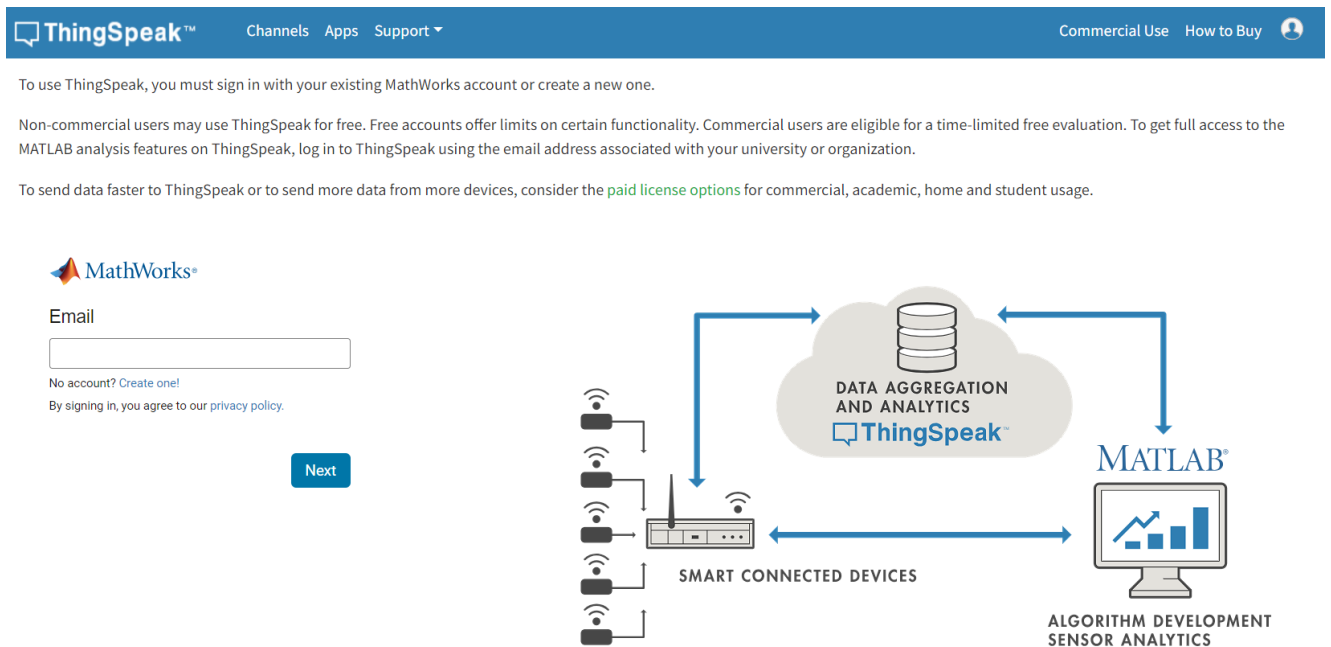 ThingSpeak™ Channels Apps Support Commercial Use How to Buy
To use ThingSpeak, you must sign in with your existing MathWorks account or create a new one.
Non-commercial users may use ThingSpeak for free. Free accounts offer limits on certain functionality. Commercial users are eligible for a time-limited free evaluation. To get full access to the
MATLAB analysis features on ThingSpeak, log in to ThingSpeak using the email address associated with your university or organization.
To send data faster to ThingSpeak or to send more data from more devices, consider the paid license options for commercial, academic, home and student usage.
MathWorks®
Email
No account? Create one!
By signing in, you agree to our privacy policy.
Next
DATA AGGREGATION
AND ANALYTICS
ThingSpeak™
MATLAB®
SMART CONNECTED DEVICES
ALGORITHM DEVELOPMENT
SENSOR ANALYTICS